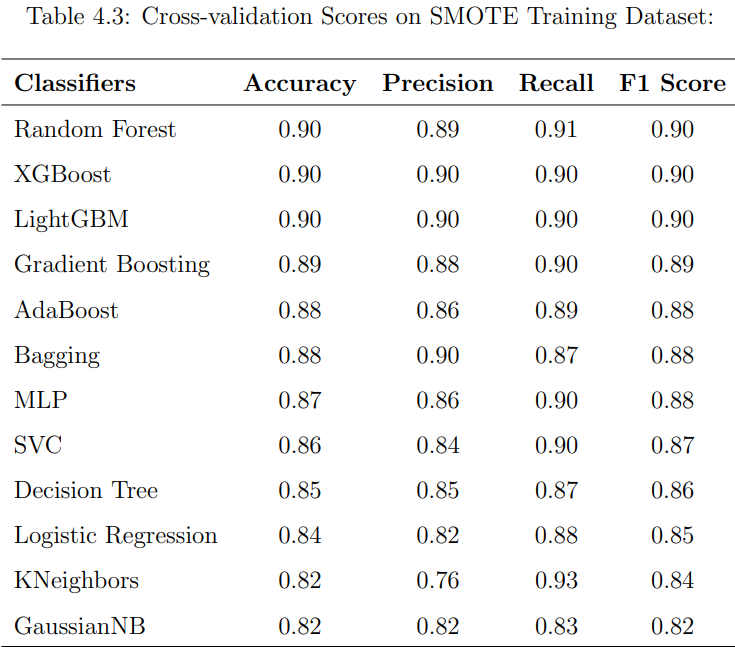 Table 4.3: Cross-validation Scores on SMOTE Training Dataset:
Classifiers Accuracy Precision Recall F1 Score
Random Forest 0.90 0.89 0.91 0.90
XGBoost 0.90 0.90 0.90 0.90
LightGBM 0.90 0.90 0.90 0.90
Gradient Boosting 0.89 0.88 0.90 0.89
AdaBoost 0.88 0.86 0.89 0.88
Bagging 0.88 0.90 0.87 0.88
MLP 0.87 0.86 0.90 0.88
SVC 0.86 0.84 0.90 0.87
Decision Tree 0.85 0.85 0.87 0.86
Logistic Regression 0.84 0.82 0.88 0.85
KNeighbors 0.82 0.76 0.93 0.84
GaussianNB 0.82 0.82 0.83 0.82